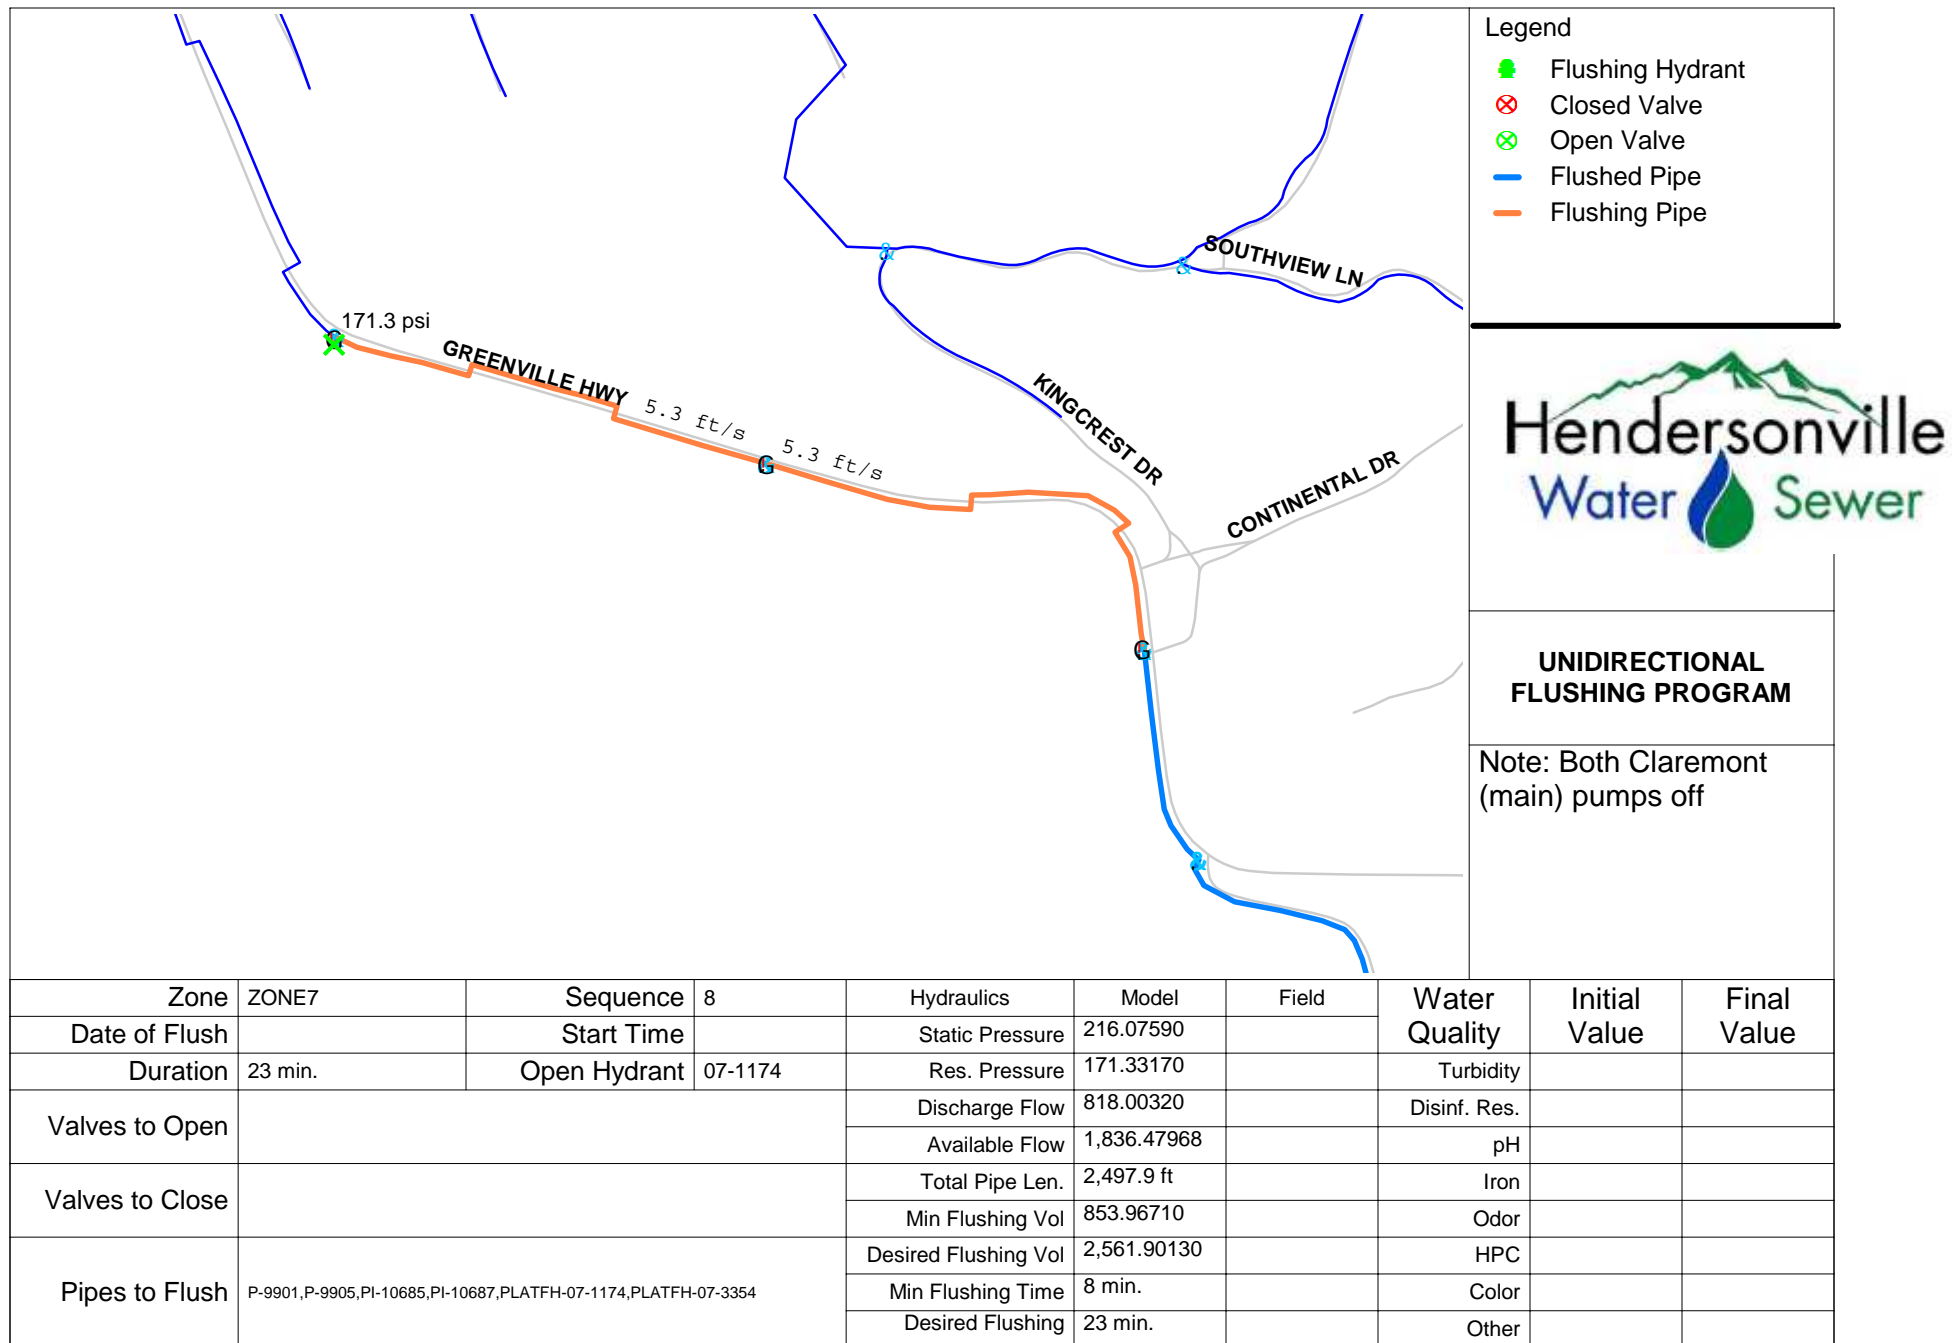 Legend
Flushing Hydrant
Closed Valve
Open Valve
Flushed Pipe
Flushing Pipe
SOUTHVIEW LN
171.3 psi
GREENVILLE HWY
5.3 ft/s
5.3 ft/s
KINGCREST DR
CONTINENTAL DR
G
G
G
&
&
&
Hendersonville
Water Sewer
UNIDIRECTIONAL
FLUSHING PROGRAM
Note: Both Claremont
(main) pumps off
Zone ZONE7 Sequence 8 Hydraulics Model Field Water Quality Initial Value Final Value
Date of Flush Start Time Static Pressure 216.07590
Duration 23 min. Open Hydrant 07-1174 Res. Pressure 171.33170 Turbidity
Valves to Open Discharge Flow 818.00320 Disinf. Res.
Available Flow 1,836.47968 pH
Valves to Close Total Pipe Len. 2,497.9 ft Iron
Min Flushing Vol 853.96710 Odor
Pipes to Flush P-9901,P-9905,PI-10685,PI-10687,PLATFH-07-1174,PLATFH-07-3354 Desired Flushing Vol 2,561.90130 HPC
Min Flushing Time 8 min. Color
Desired Flushing 23 min. Other